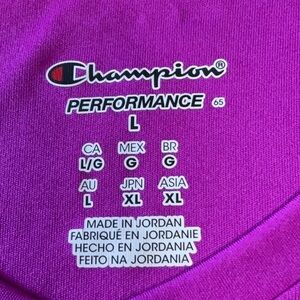 Champion
PERFORMANCE 65
L
CA MEX BR
L/G G G
AU JPN ASIA
L XL XL
MADE IN JORDAN
FABRIQUÉ EN JORDANIE
HECHO EN JORDANIA
FEITO NA JORDANIA